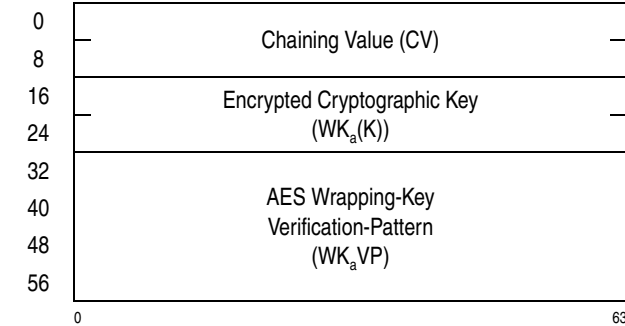 0
Chaining Value (CV)
8
16
Encrypted Cryptographic Key
24
(WKa(K))
32
40
AES Wrapping-Key
Verification-Pattern
48
(WKaVP)
56
0 63